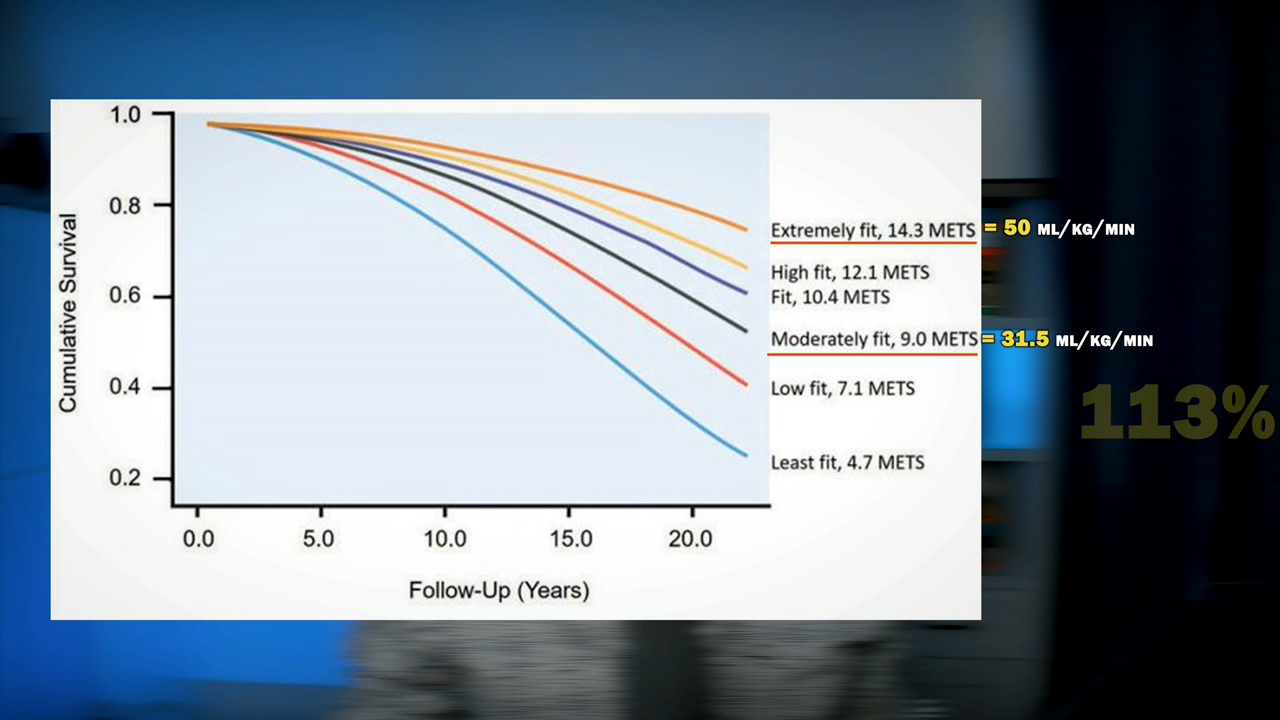 1.0
0.8
0.6
0.4
0.2
Cumulative Survival
0.0 5.0 10.0 15.0 20.0
Follow-Up (Years)
Extremely fit, 14.3 METS = 50 ML/KG/MIN
High fit, 12.1 METS
Fit, 10.4 METS
Moderately fit, 9.0 METS = 31.5 ML/KG/MIN
Low fit, 7.1 METS
Least fit, 4.7 METS
113%